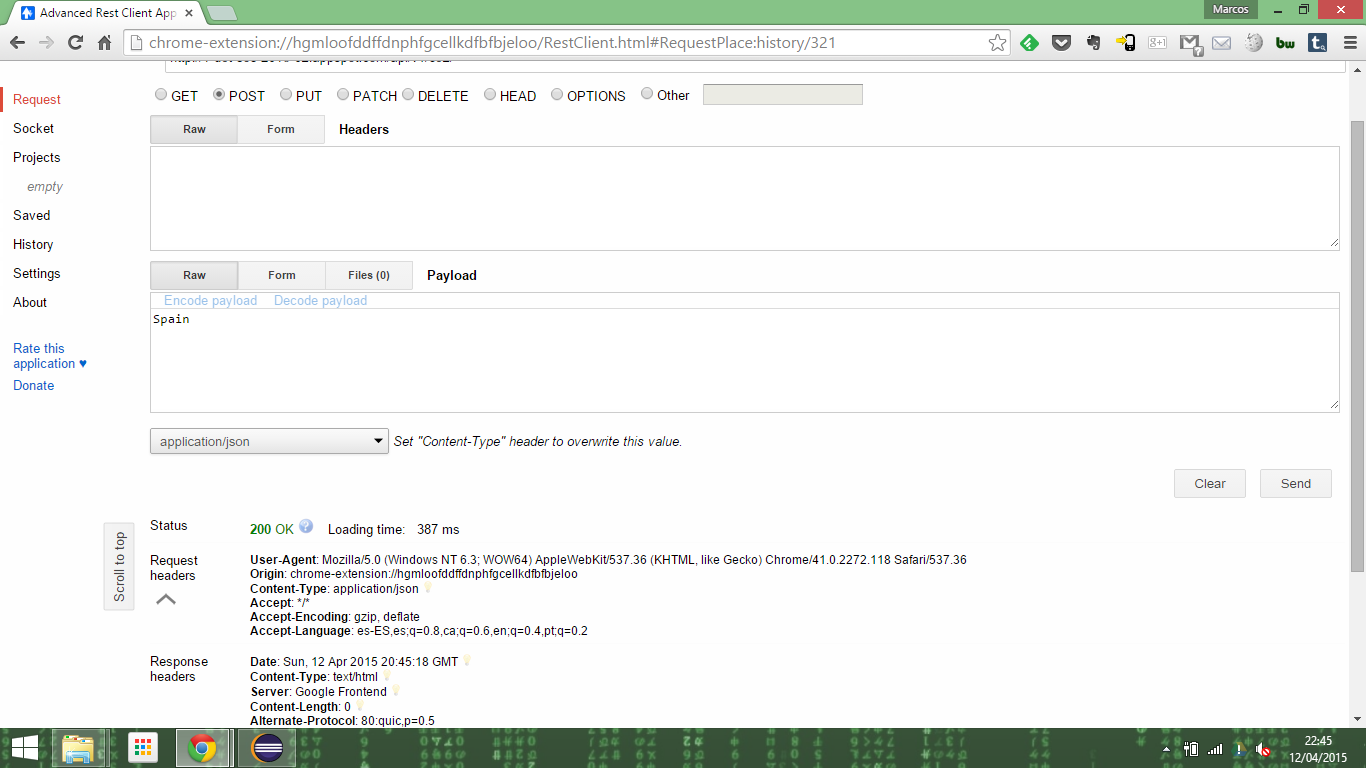 Advanced Rest Client App
Marcos
chrome-extension://hgmloofddffdnphfgcellkdfbfbjeloo/RestClient.html#RequestPlace:history/321
Request
Socket
Projects
empty
Saved
History
Settings
About
Rate this
application ♥
Donate
GET POST PUT PATCH DELETE HEAD OPTIONS Other
Raw Form Headers
Raw Form Files (0) Payload
Encode payload Decode payload
Spain
application/json Set "Content-Type" header to overwrite this value.
Clear Send
Scroll to top
Status 200 OK Loading time: 387 ms
Request
headers
User-Agent: Mozilla/5.0 (Windows NT 6.3; WOW64) AppleWebKit/537.36 (KHTML, like Gecko) Chrome/41.0.2272.118 Safari/537.36
Origin: chrome-extension://hgmloofddffdnphfgcellkdfbfbjeloo
Content-Type: application/json
Accept: */*
Accept-Encoding: gzip, deflate
Accept-Language: es-ES,es;q=0.8,ca;q=0.6,en;q=0.4,pt;q=0.2
Response
headers
Date: Sun, 12 Apr 2015 20:45:18 GMT
Content-Type: text/html
Server: Google Frontend
Content-Length: 0
Alternate-Protocol: 80:quic,p=0.5
22:45
12/04/2015